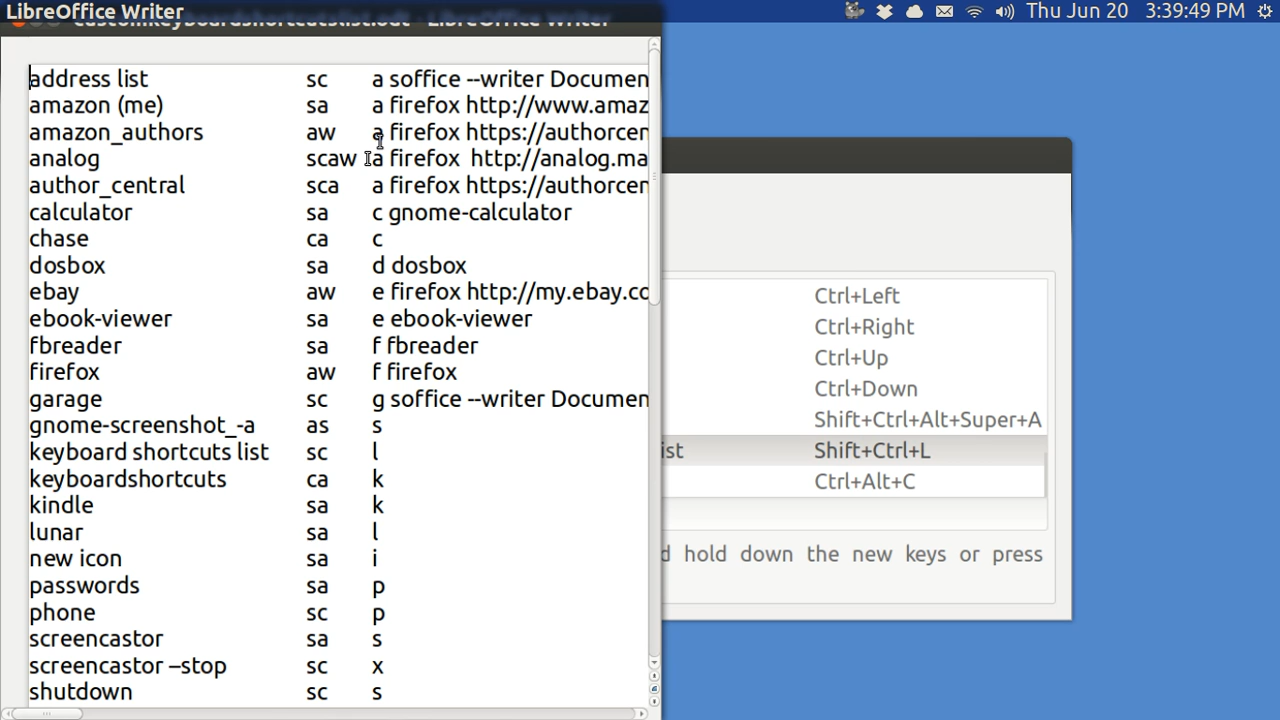 LibreOffice Writer
Thu Jun 20 3:39:49 PM
customkeyboardshortcutslist.odt - LibreOffice Writer
address list sc a soffice --writer Documen
amazon (me) sa a firefox http://www.amaz
amazon_authors aw a firefox https://authorcen
analog scaw a firefox http://analog.ma
author_central sca a firefox https://authorcen
calculator sa c gnome-calculator
chase ca c
dosbox sa d dosbox
ebay aw e firefox http://my.ebay.co
ebook-viewer sa e ebook-viewer
fbreader sa f fbreader
firefox aw f firefox
garage sc g soffice --writer Documen
gnome-screenshot_-a as s
keyboard shortcuts list sc l
keyboardshortcuts ca k
kindle sa k
lunar sa l
new icon sa i
passwords sa p
phone sc p
screencastor sa s
screencastor –stop sc x
shutdown sc s
Ctrl+Left
Ctrl+Right
Ctrl+Up
Ctrl+Down
Shift+Ctrl+Alt+Super+A
ist Shift+Ctrl+L
Ctrl+Alt+C
d hold down the new keys or press